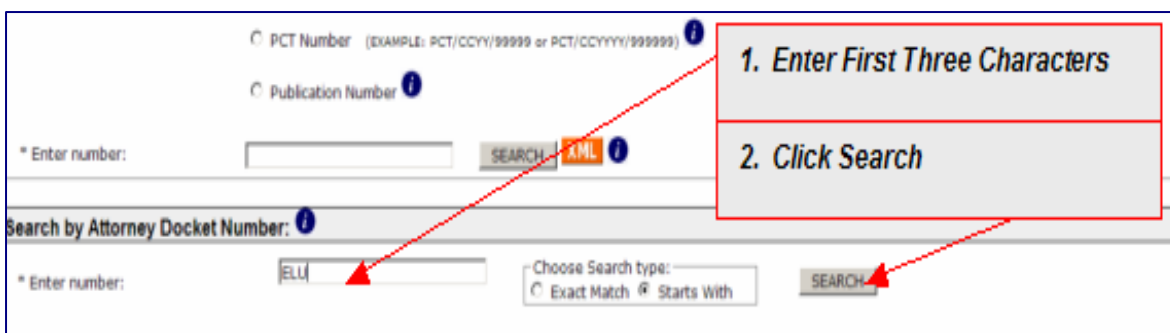 PCT Number (EXAMPLE: PCT/CCYY/99999 or PCT/CCYYYY/999999) i
Publication Number i
* Enter number: SEARCH XML i
1. Enter First Three Characters
2. Click Search
Search by Attorney Docket Number: i
* Enter number: ELU
Choose Search type:
Exact Match Starts With
SEARCH